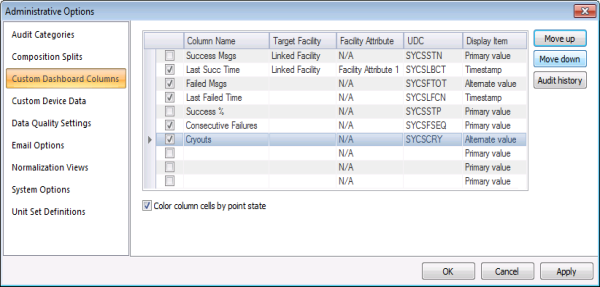 Administrative Options
Audit Categories
Composition Splits
Custom Dashboard Columns
Custom Device Data
Data Quality Settings
Email Options
Normalization Views
System Options
Unit Set Definitions
Column Name Target Facility Facility Attribute UDC Display Item
Success Msgs Linked Facility N/A SYCSSTN Primary value
Last Succ Time Linked Facility Facility Attribute 1 SYCSLBCT Timestamp
Failed Msgs N/A SYCSFTOT Alternate value
Last Failed Time N/A SYCSLFCN Timestamp
Success % N/A SYCSSTP Primary value
Consecutive Failures N/A SYCSFSEQ Primary value
Cryouts N/A SYCSCRY Alternate value
N/A Primary value
N/A Primary value
N/A Primary value
Move up
Move down
Audit history
Color column cells by point state
OK Cancel Apply